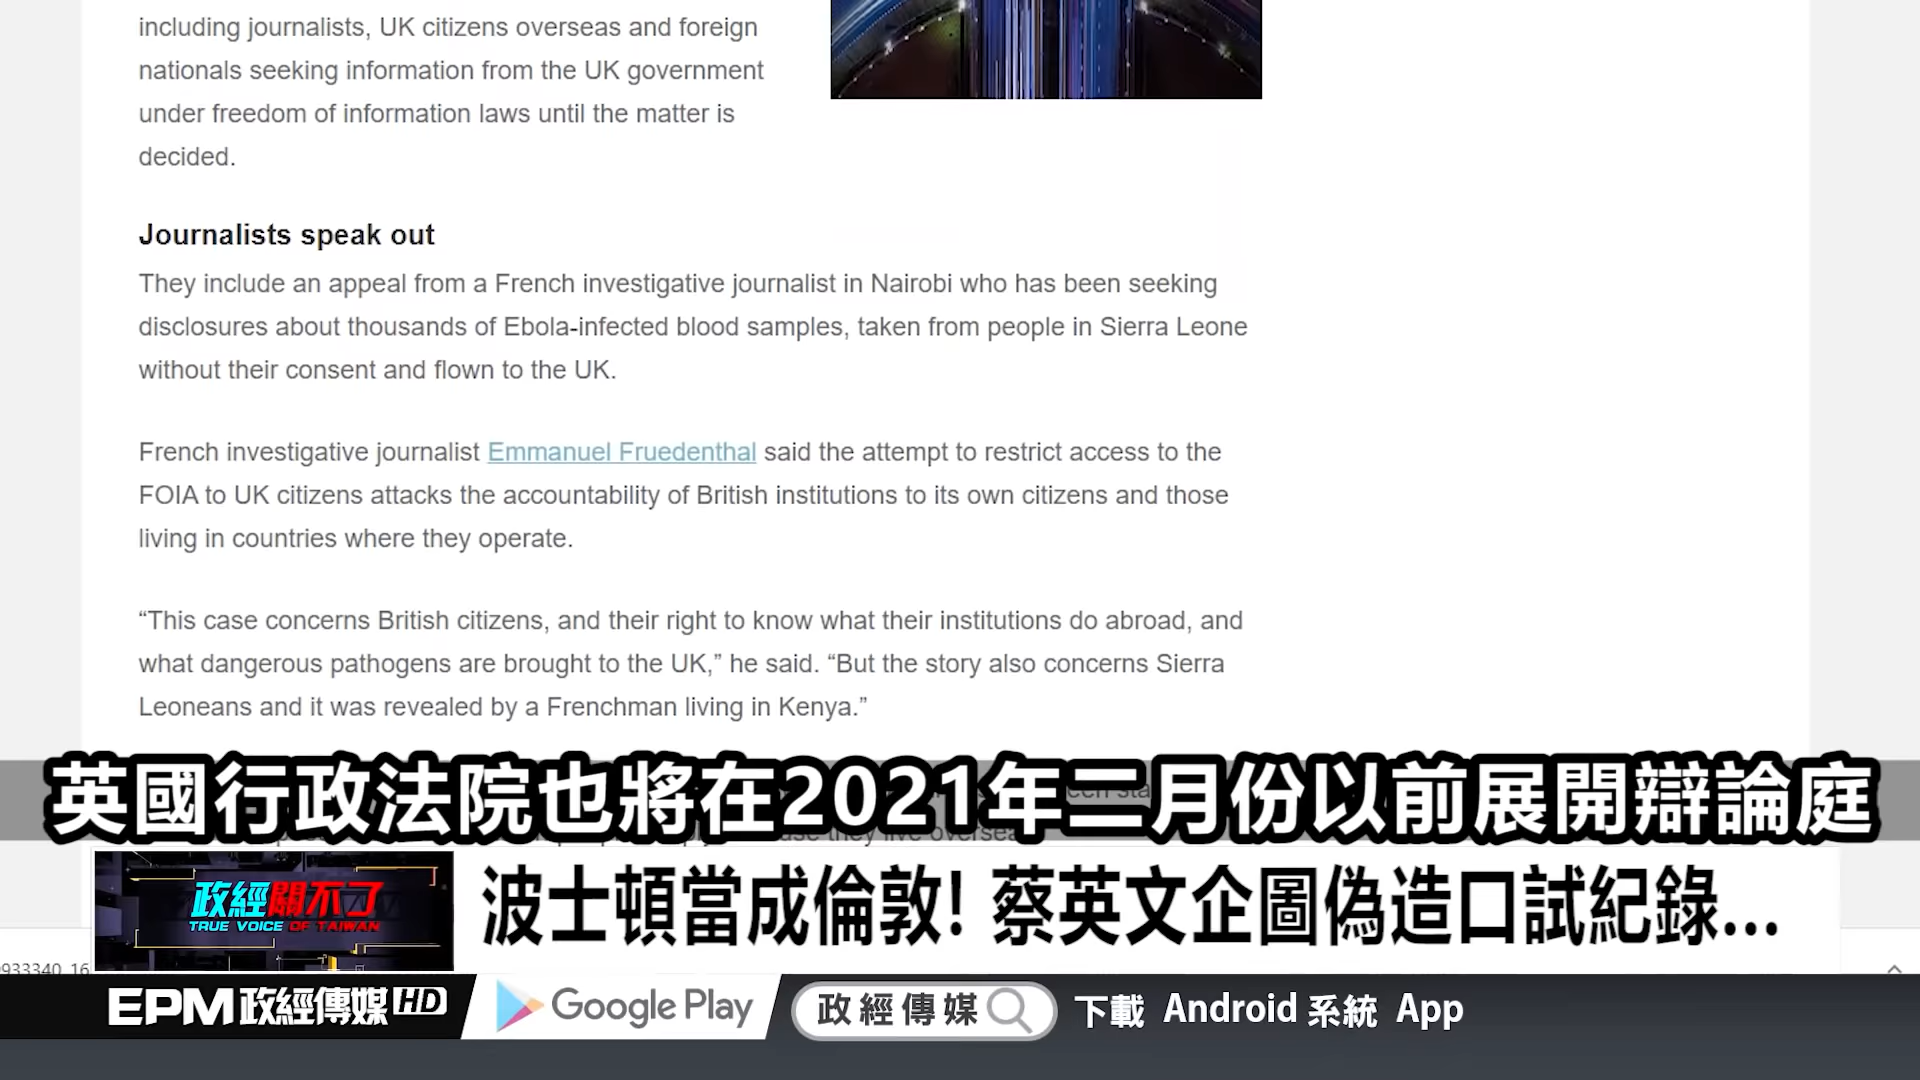 including journalists, UK citizens overseas and foreign
nationals seeking information from the UK government
under freedom of information laws until the matter is
decided.
Journalists speak out
They include an appeal from a French investigative journalist in Nairobi who has been seeking
disclosures about thousands of Ebola-infected blood samples, taken from people in Sierra Leone
without their consent and flown to the UK.
French investigative journalist Emmanuel Fruedenthal said the attempt to restrict access to the
FOIA to UK citizens attacks the accountability of British institutions to its own citizens and those
living in countries where they operate.
“This case concerns British citizens, and their right to know what their institutions do abroad, and
what dangerous pathogens are brought to the UK,” he said. “But the story also concerns Sierra
Leoneans and it was revealed by a Frenchman living in Kenya.”
英國行政法院也將在2021年二月份以前展開辯論庭
they live
政經關不了
TRUE VOICE OF TAIWAN
波士頓當成倫敦! 蔡英文企圖偽造口試紀錄...
933340_16
EPM政經傳媒HD
Google Play
政經傳媒
下載 Android 系統 App